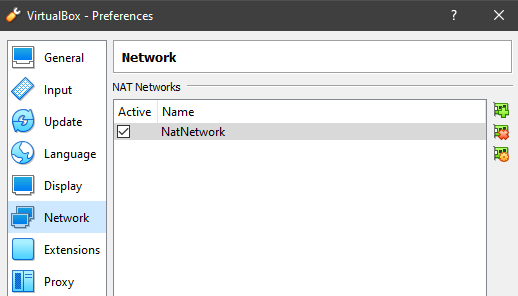 VirtualBox - Preferences
?
General
Input
Update
Language
Display
Network
Extensions
Proxy
Network
NAT Networks
Active Name
NatNetwork